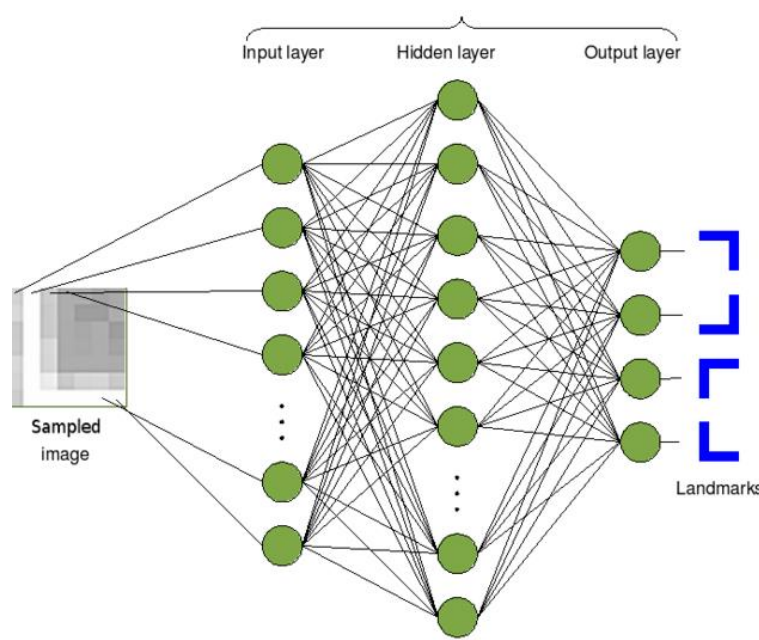 Input layer
Hidden layer
Output layer
Sampled
image
Landmarks